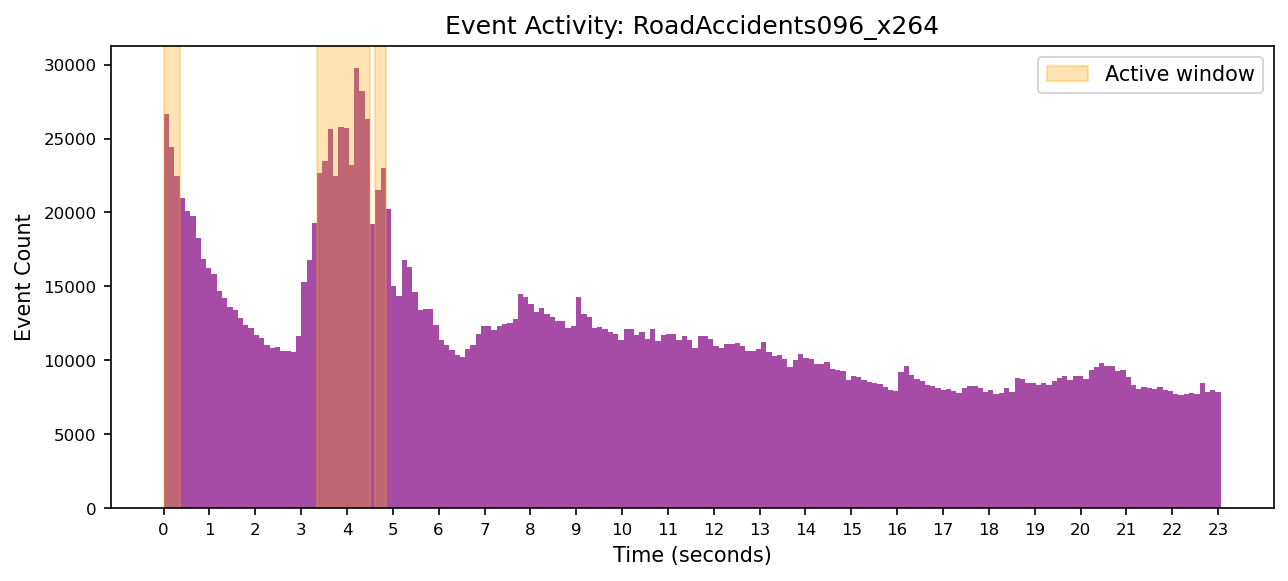 Event Activity: RoadAccidents096_x264
Active window
Event Count
30000
25000
20000
15000
10000
5000
0
0 1 2 3 4 5 6 7 8 9 10 11 12 13 14 15 16 17 18 19 20 21 22 23
Time (seconds)